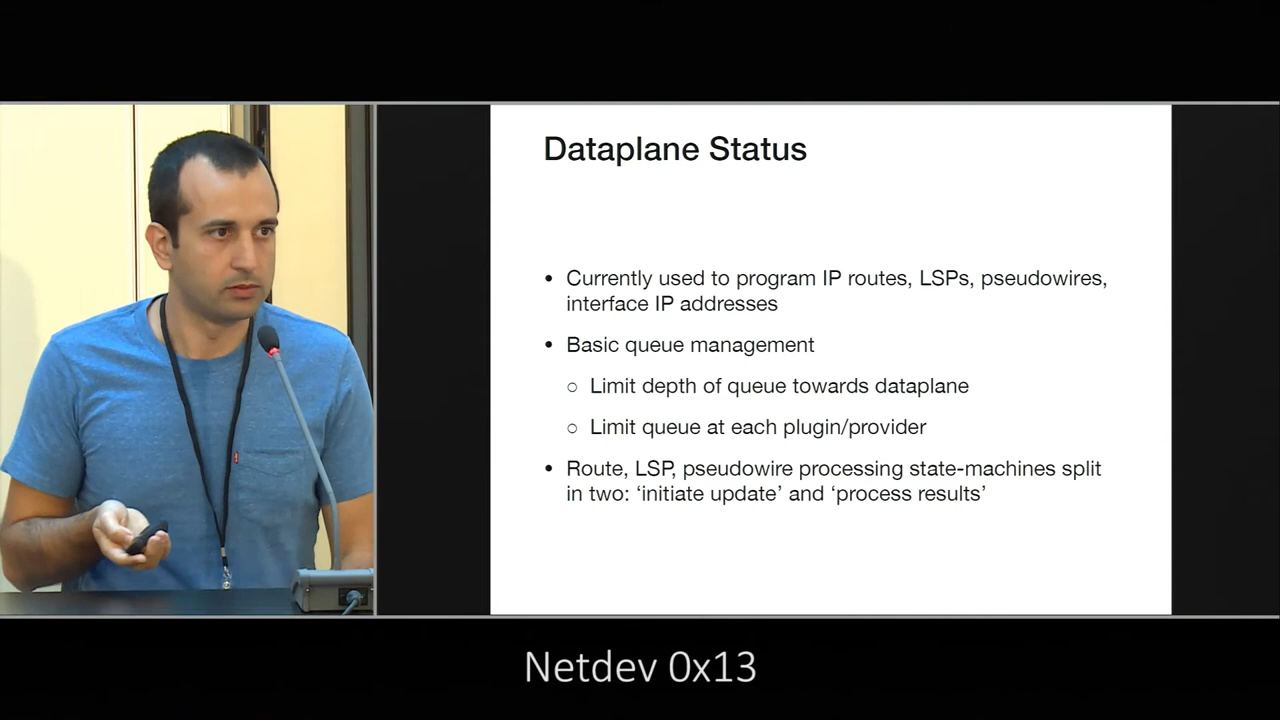 Dataplane Status
• Currently used to program IP routes, LSPs, pseudowires,
interface IP addresses
• Basic queue management
○ Limit depth of queue towards dataplane
○ Limit queue at each plugin/provider
• Route, LSP, pseudowire processing state-machines split
in two: ‘initiate update’ and ‘process results’
Netdev 0x13